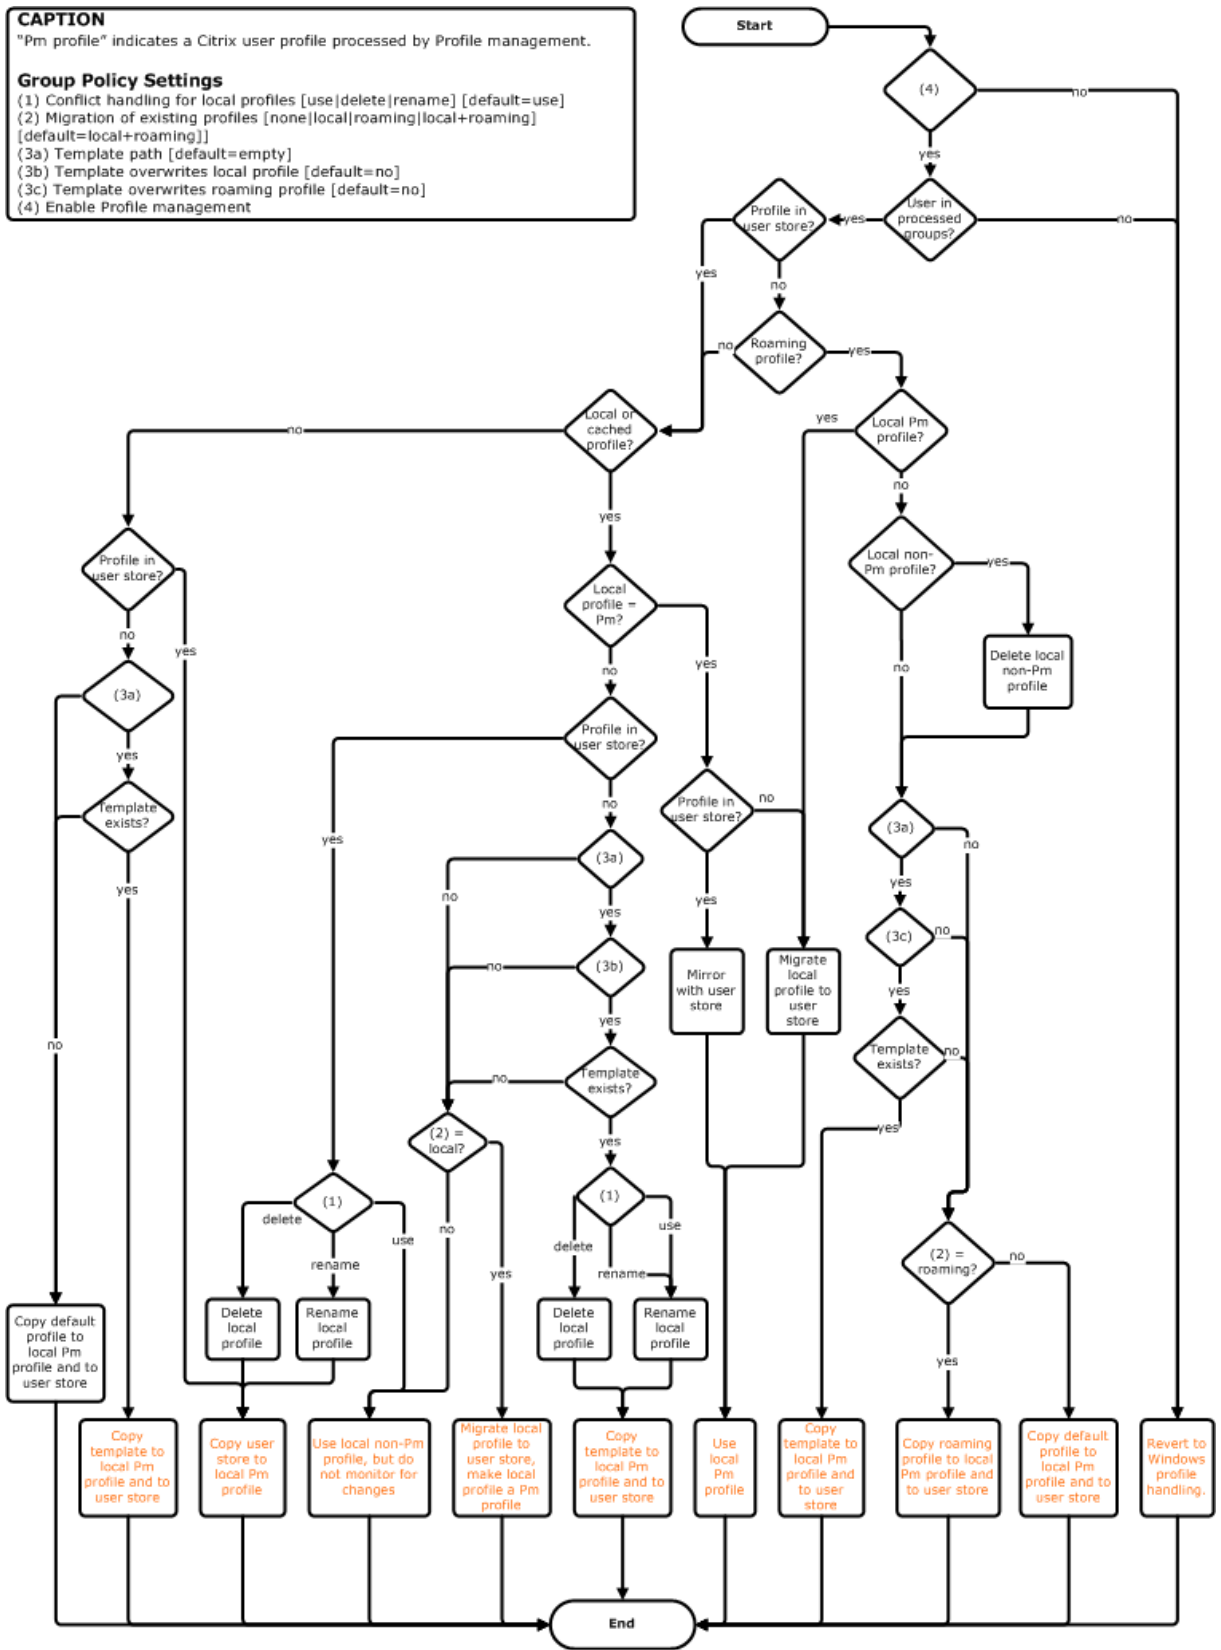 CAPTION
"Pm profile" indicates a Citrix user profile processed by Profile management.
Group Policy Settings
(1) Conflict handling for local profiles [use|delete|rename] [default=use]
(2) Migration of existing profiles [none|local|roaming|local+roaming]
[default=local+roaming]]
(3a) Template path [default=empty]
(3b) Template overwrites local profile [default=no]
(3c) Template overwrites roaming profile [default=no]
(4) Enable Profile management
Start
(4)
no
yes
User in
processed
groups?
no
yes
Profile in
user store?
yes
no
Roaming
profile?
no
yes
Local or
cached
profile?
no
yes
Local Pm
profile?
yes
no
Local non-
Pm profile?
yes
no
Delete local
non-Pm
profile
Profile in
user store?
no
yes
(3a)
yes
no
Template
exists?
yes
Local
profile =
Pm?
no
yes
Profile in
user store?
yes
no
Profile in
user store?
no
yes
(3a)
no
yes
(3b)
no
yes
Template
exists?
no
yes
(2) =
local?
no
yes
Mirror
with user
store
Migrate
local
profile to
user
store
(3a)
no
yes
(3c)
no
yes
Template
exists?
no
yes
(1)
delete
use
rename
(1)
delete
use
rename
(2) =
roaming?
no
yes
Delete
local
profile
Rename
local
profile
Delete
local
profile
Rename
local
profile
Copy default
profile to
local Pm
profile and to
user store
Copy
template to
local Pm
profile and to
user store
Copy user
store to
local Pm
profile
Use local non-Pm
profile, but do
not monitor for
changes
Migrate local
profile to
user store,
make local
profile a Pm
profile
Copy
template to
local Pm
profile and to
user store
Use
local
Pm
profile
Copy
template to
local Pm
profile and
to user
store
Copy roaming
profile to local
Pm profile and
to user store
Copy default
profile to
local Pm
profile and to
user store
Revert to
Windows
profile
handling.
End